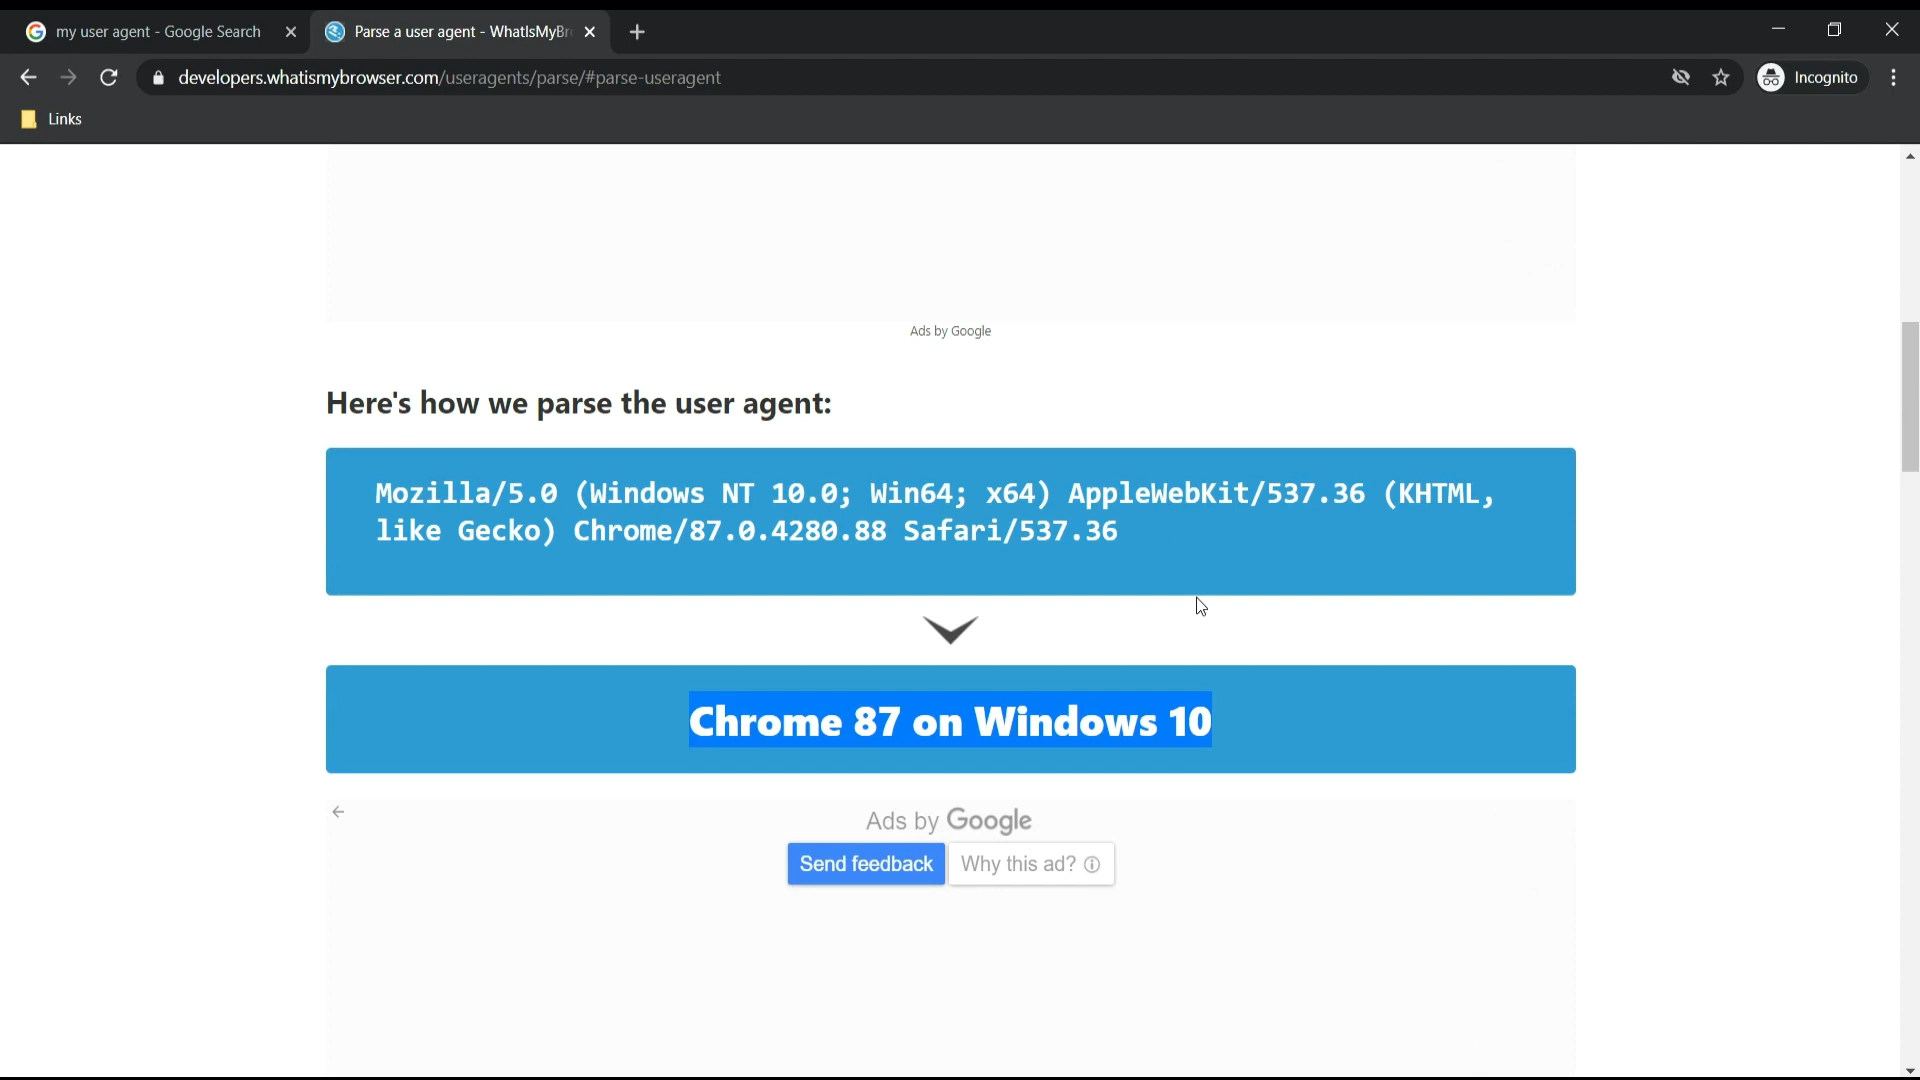 my user agent - Google Search
Parse a user agent - WhatIsMyBr
developers.whatismybrowser.com/useragents/parse/#parse-useragent
Incognito
Links
Ads by Google
Here's how we parse the user agent:
Mozilla/5.0 (Windows NT 10.0; Win64; x64) AppleWebKit/537.36 (KHTML,
like Gecko) Chrome/87.0.4280.88 Safari/537.36
Chrome 87 on Windows 10
Ads by Google
Send feedback
Why this ad?